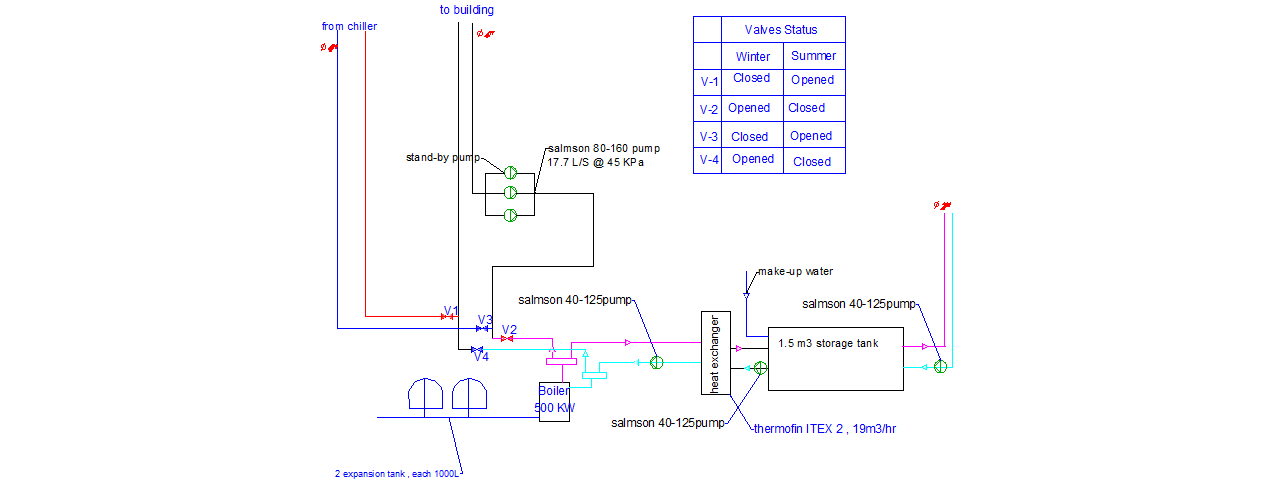 to building
from chiller
Valves Status
Winter Summer
V-1 Closed Opened
V-2 Opened Closed
V-3 Closed Opened
V-4 Opened Closed
stand-by pump
salmson 80-160 pump
17.7 L/S @ 45 KPa
make-up water
salmson 40-125pump
salmson 40-125pump
V1
V3
V2
V4
heat exchanger
1.5 m3 storage tank
Boiler
500 KW
salmson 40-125pump
thermofin ITEX 2 , 19m3/hr
2 expansion tank , each 1000L